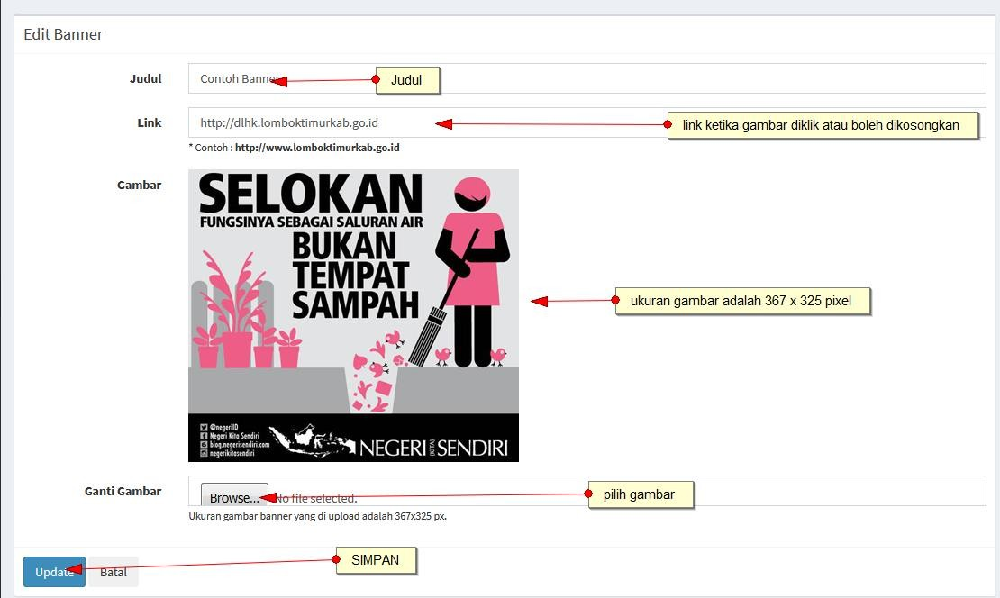 Edit Banner
Judul
Contoh Banner
Judul
Link
http://dlhk.lomboktimurkab.go.id
link ketika gambar diklik atau boleh dikosongkan
* Contoh : http://www.lomboktimurkab.go.id
Gambar
SELOKAN
FUNGSINYA SEBAGAI SALURAN AIR
BUKAN
TEMPAT
SAMPAH
ukuran gambar adalah 367 x 325 pixel
@negeriID
Negeri Kita Sendiri
blog.negerisendiri.com
negerikitasendiri
NEGERI (KITA) SENDIRI
Ganti Gambar
Browse... No file selected.
pilih gambar
Ukuran gambar banner yang di upload adalah 367x325 px.
SIMPAN
Update
Batal